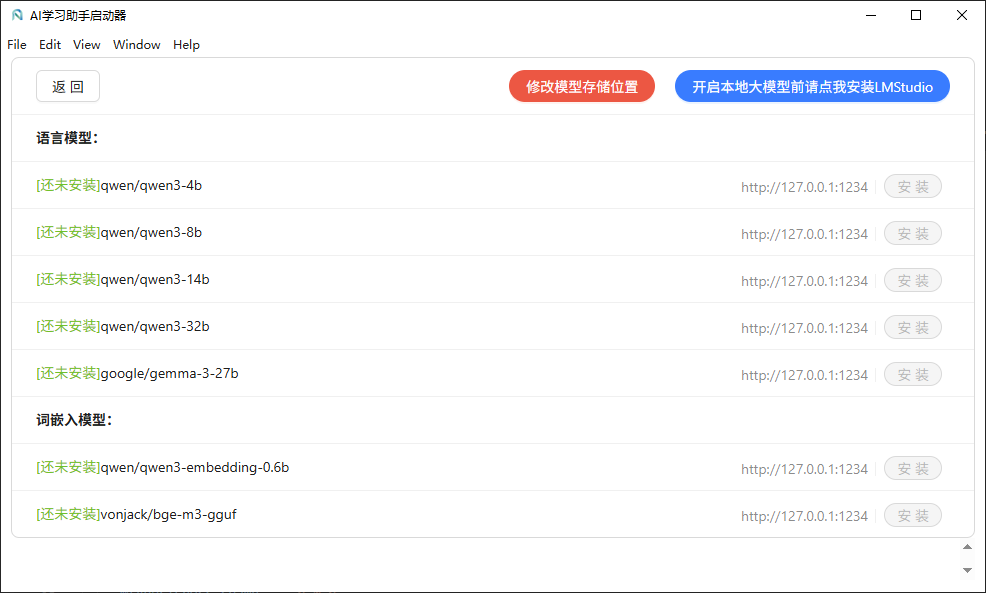 AI学习助手启动器
File Edit View Window Help
返 回 修改模型存储位置 开启本地大模型前请点我安装LMStudio
语言模型：
[还未安装]qwen/qwen3-4b http://127.0.0.1:1234 安 装
[还未安装]qwen/qwen3-8b http://127.0.0.1:1234 安 装
[还未安装]qwen/qwen3-14b http://127.0.0.1:1234 安 装
[还未安装]qwen/qwen3-32b http://127.0.0.1:1234 安 装
[还未安装]google/gemma-3-27b http://127.0.0.1:1234 安 装
词嵌入模型：
[还未安装]qwen/qwen3-embedding-0.6b http://127.0.0.1:1234 安 装
[还未安装]vonjack/bge-m3-gguf http://127.0.0.1:1234 安 装